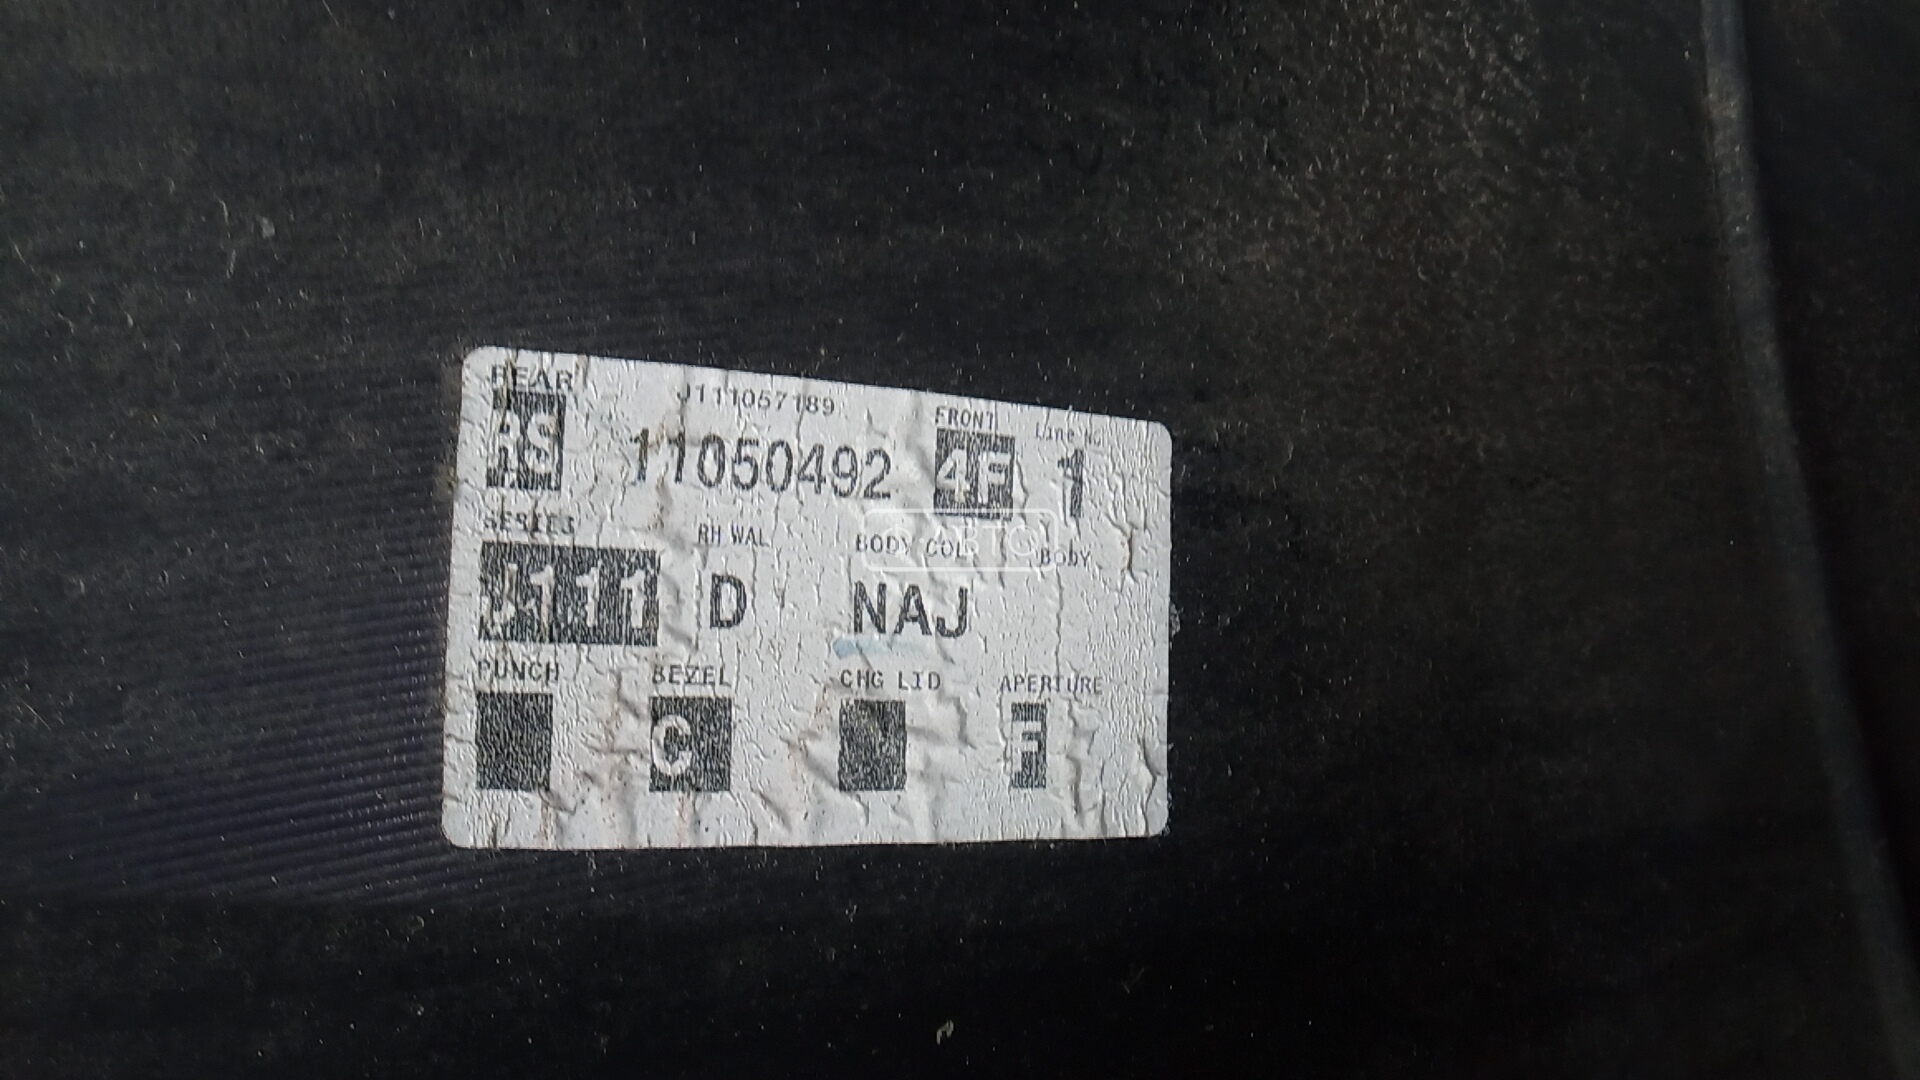 REAR J111057189 FRONT Line No
11050492 4F 1
SERIES RH WAL BODY COL BODY
J111 D NAJ
PUNCH BEZEL CHG LID APERTURE
C F